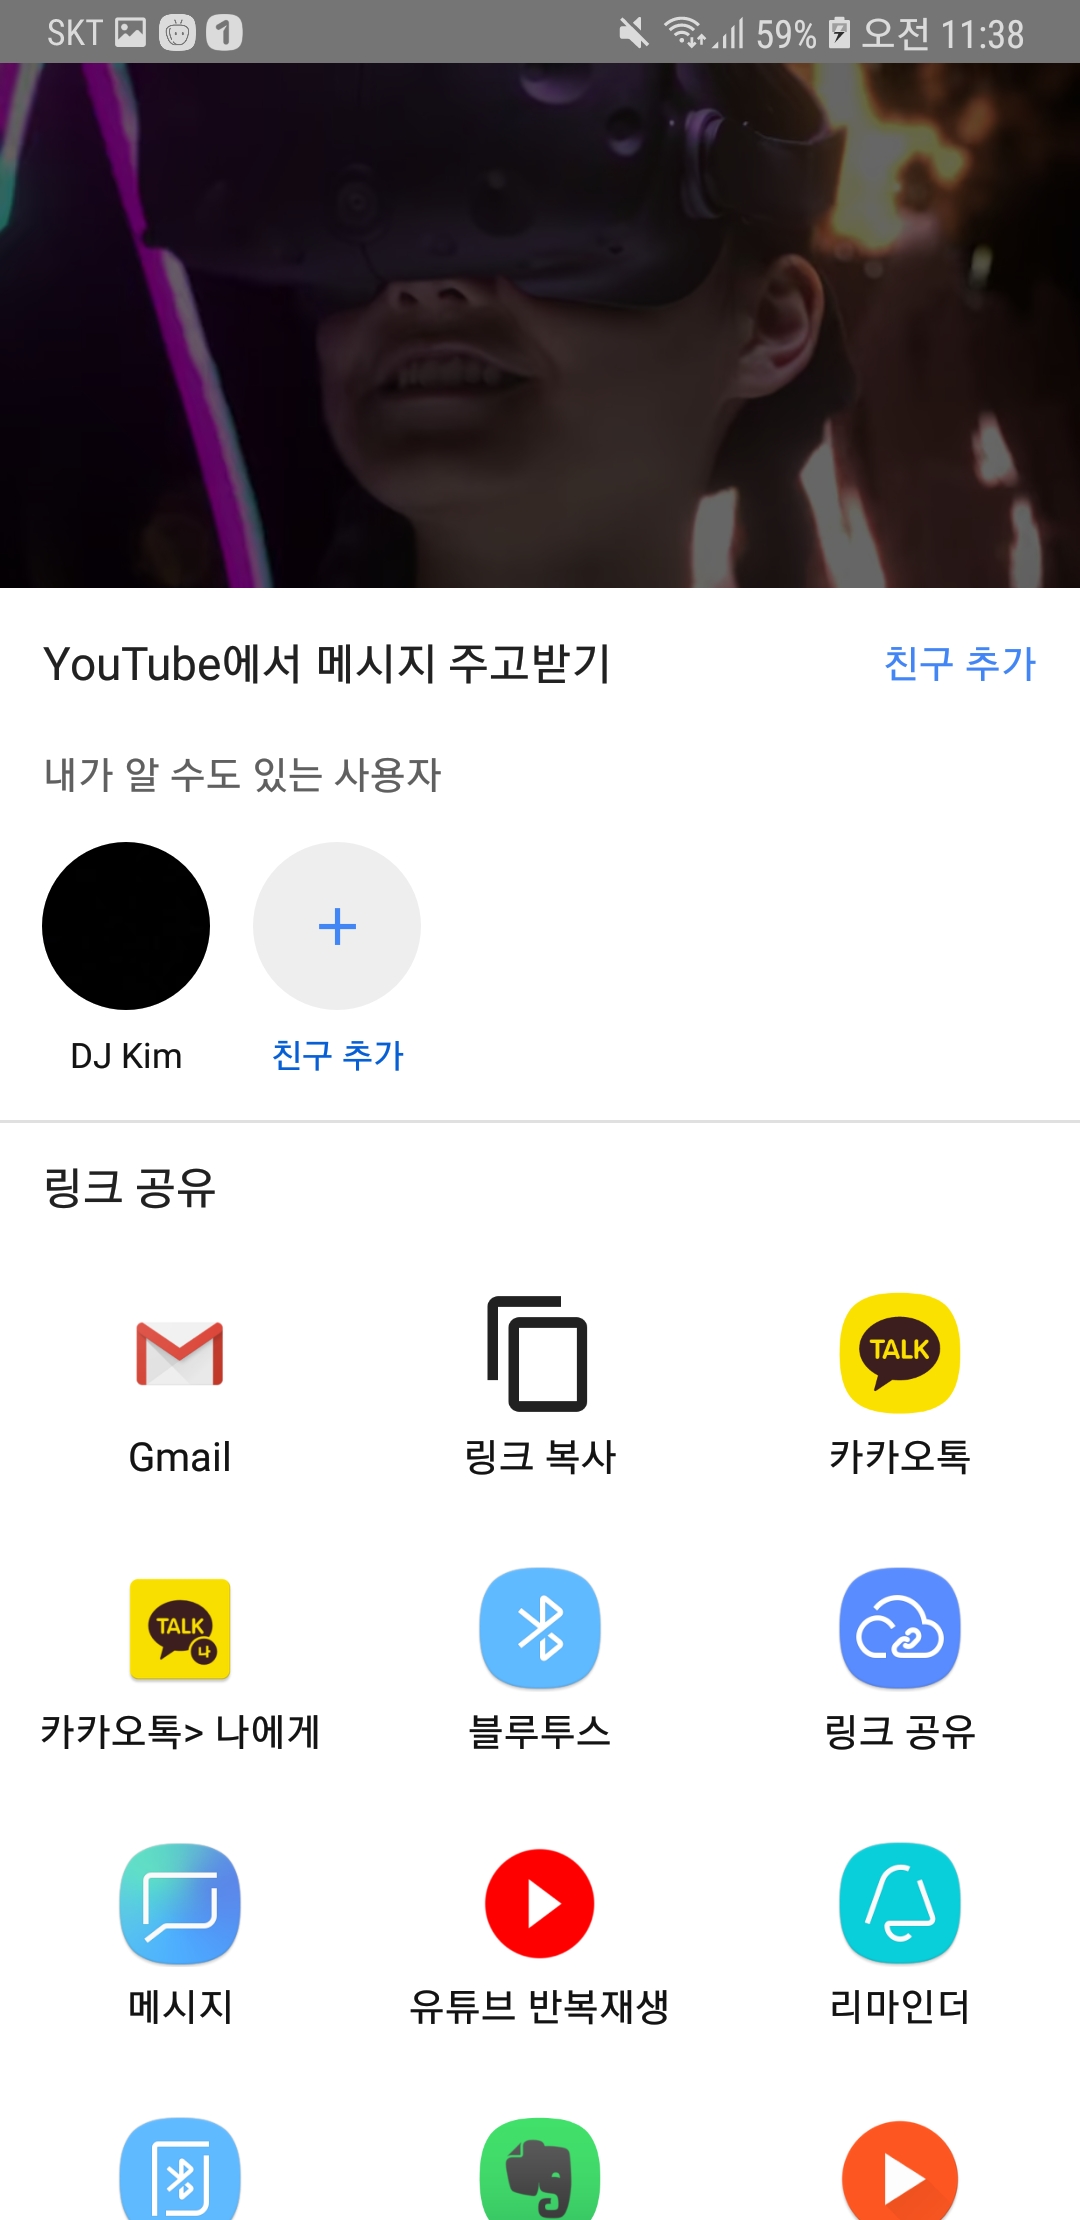 SKT 1 59% 오전 11:38
YouTube에서 메시지 주고받기 친구 추가
내가 알 수도 있는 사용자
DJ Kim 친구 추가
링크 공유
TALK
Gmail 링크 복사 카카오톡
TALK 나
카카오톡> 나에게 블루투스 링크 공유
메시지 유튜브 반복재생 리마인더